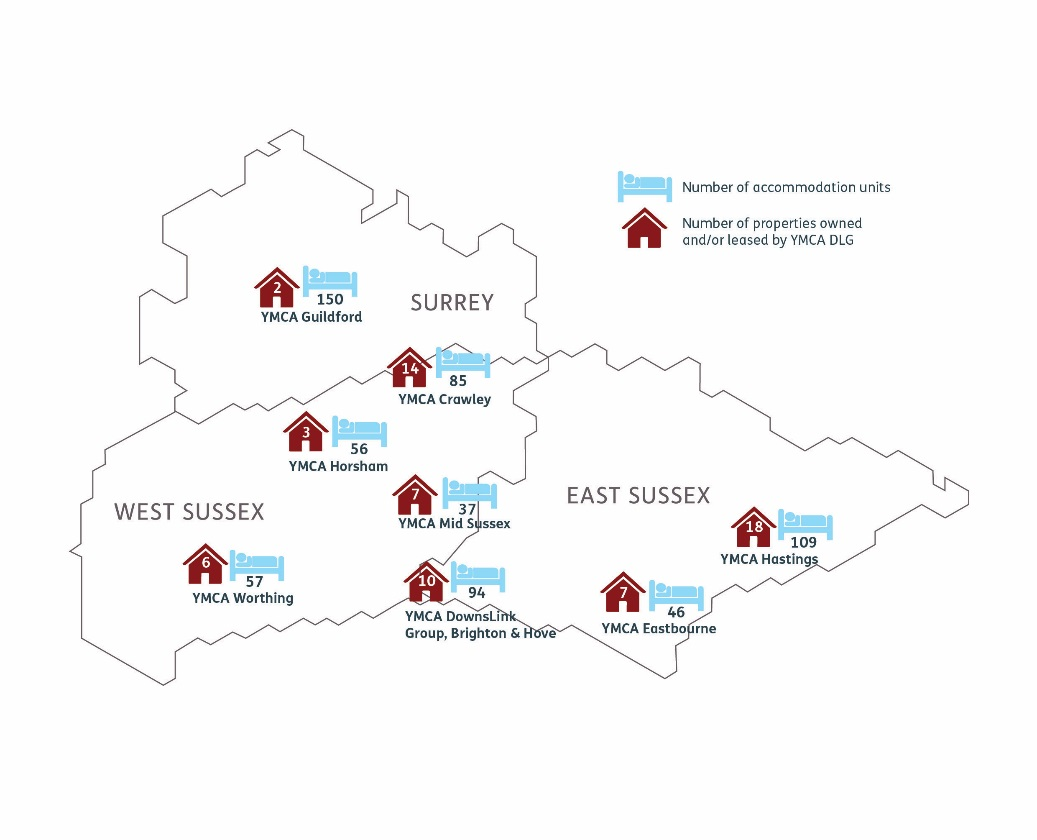 Number of accommodation units
Number of properties owned
and/or leased by YMCA DLG
2
150
YMCA Guildford
SURREY
14
85
YMCA Crawley
3
56
YMCA Horsham
7
37
YMCA Mid Sussex
WEST SUSSEX
EAST SUSSEX
18
109
YMCA Hastings
6
57
YMCA Worthing
10
94
YMCA DownsLink
Group, Brighton & Hove
7
46
YMCA Eastbourne